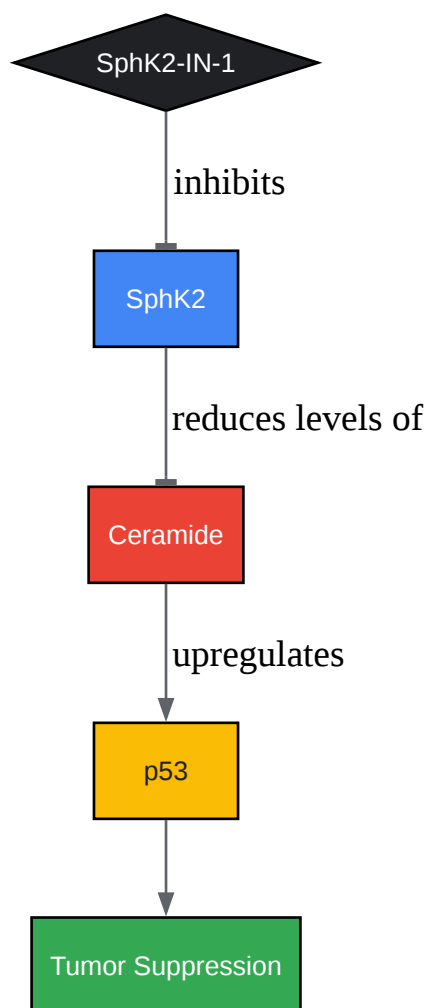 SphK2-IN-1
inhibits
SphK2
reduces levels of
Ceramide
upregulates
p53
Tumor Suppression